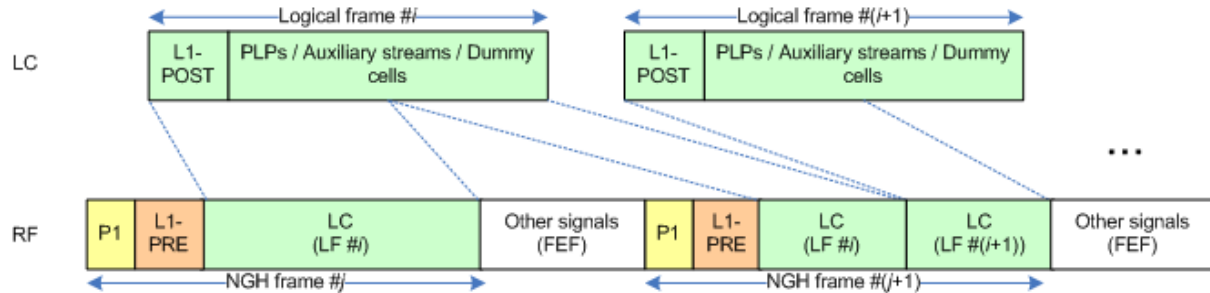 Logical frame #i
Logical frame #(i+1)
LC
L1-
POST
PLPs / Auxiliary streams / Dummy
cells
L1-
POST
PLPs / Auxiliary streams / Dummy
cells
...
RF
P1
L1-
PRE
LC
(LF #i)
Other signals
(FEF)
P1
L1-
PRE
LC
(LF #i)
LC
(LF #(i+1))
Other signals
(FEF)
NGH frame #j
NGH frame #(j+1)